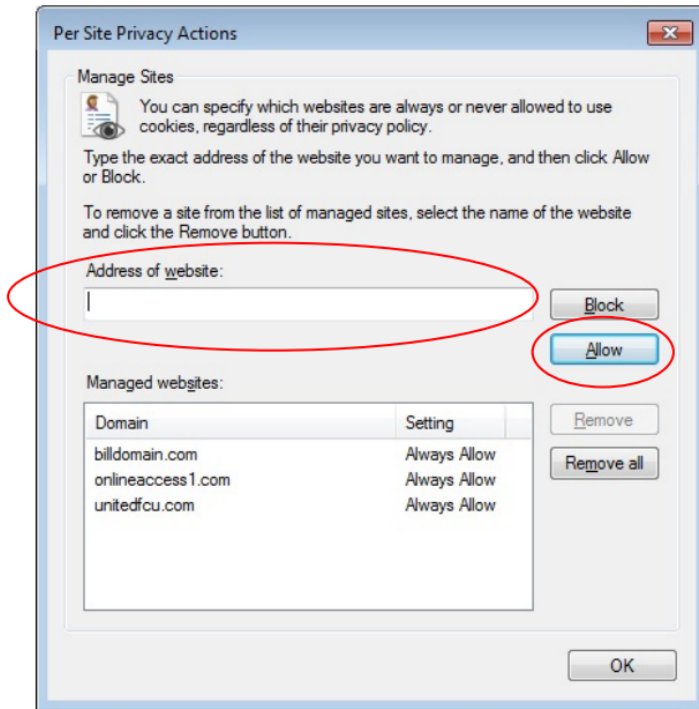 Per Site Privacy Actions
Manage Sites
You can specify which websites are always or never allowed to use
cookies, regardless of their privacy policy.
Type the exact address of the website you want to manage, and then click Allow
or Block.
To remove a site from the list of managed sites, select the name of the website
and click the Remove button.
Address of website:
Block
Allow
Managed websites:
Domain Setting
Remove
billdomain.com Always Allow
Remove all
onlineaccess1.com Always Allow
unitedfcu.com Always Allow
OK